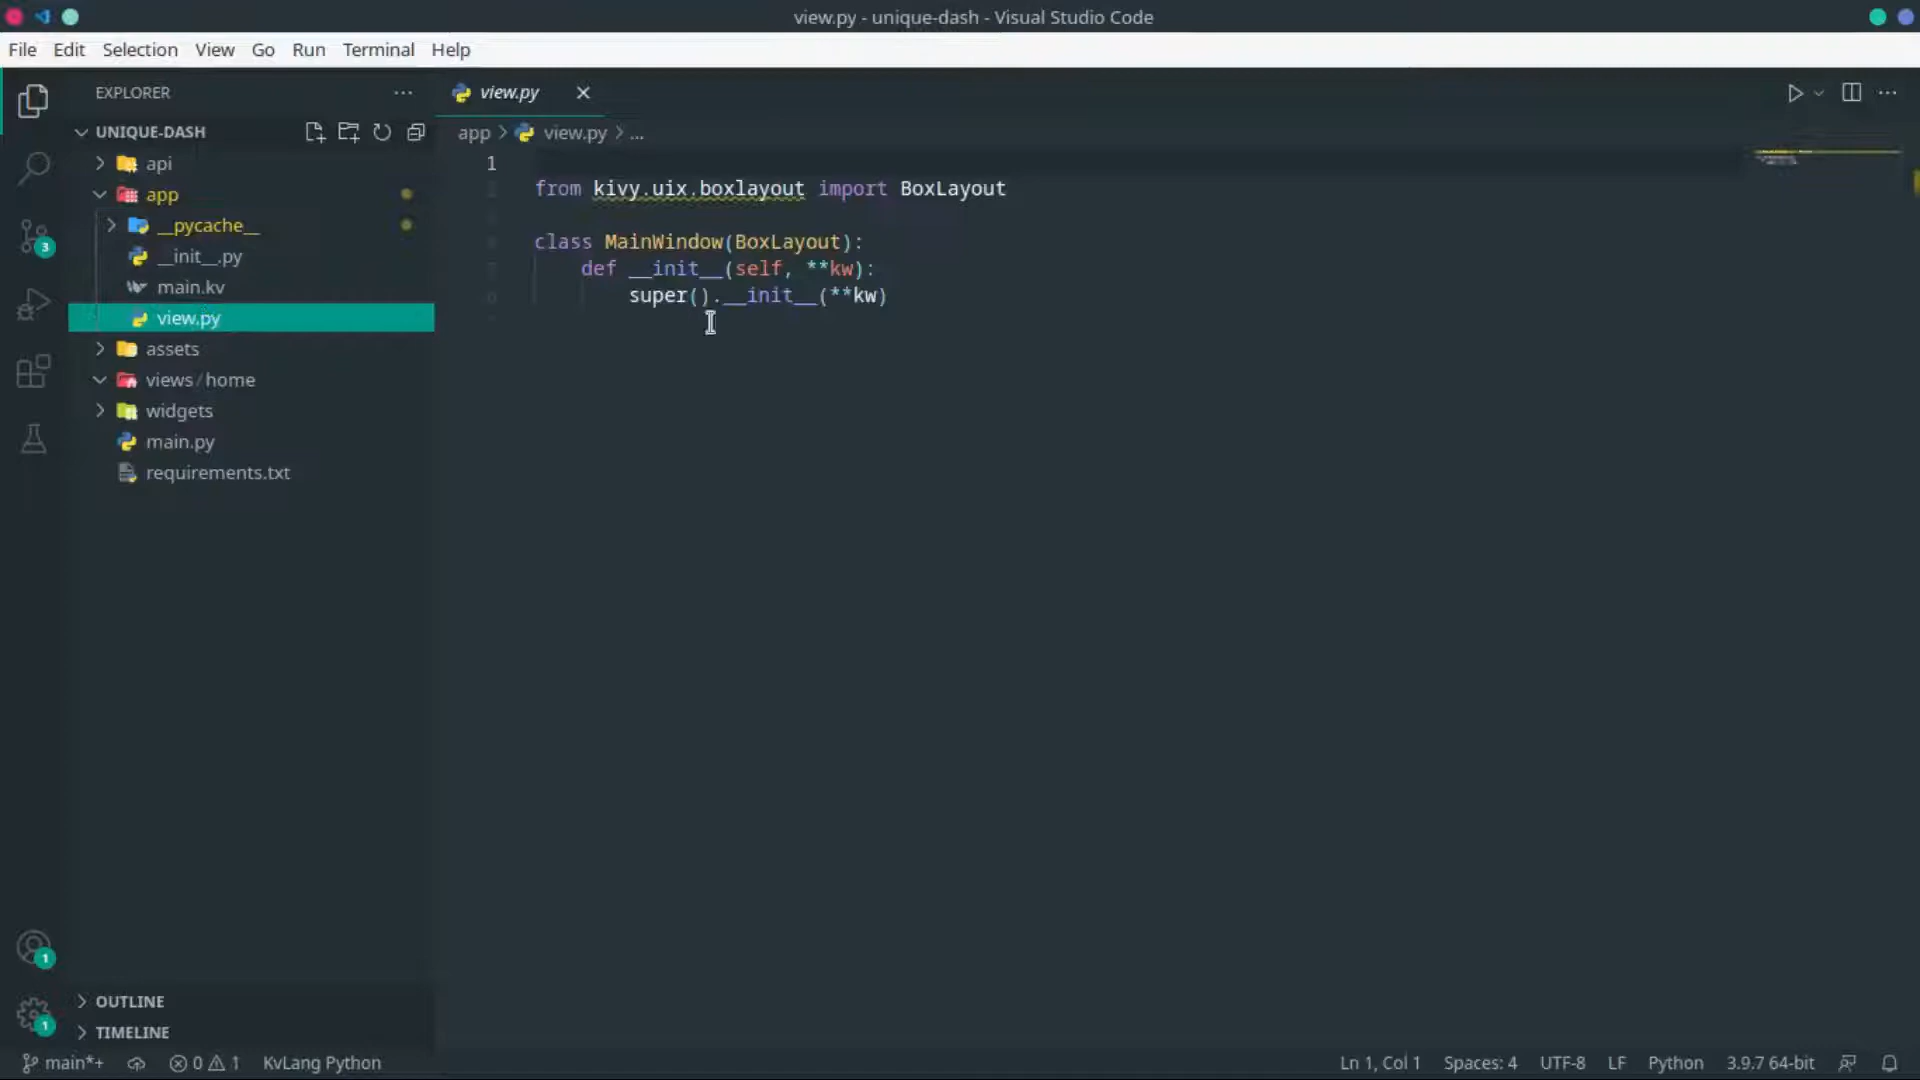 view.py - unique-dash - Visual Studio Code
File Edit Selection View Go Run Terminal Help
EXPLORER ...
view.py
UNIQUE-DASH
app > view.py > ...
api
app
__pycache__
__init__.py
main.kv
view.py
assets
views/home
widgets
main.py
requirements.txt
1
from kivy.uix.boxlayout import BoxLayout
class MainWindow(BoxLayout):
def __init__(self, **kw):
super().__init__(**kw)
3
1
1
OUTLINE
TIMELINE
main*+ 0 1 KvLang Python Ln 1, Col 1 Spaces: 4 UTF-8 LF Python 3.9.7 64-bit